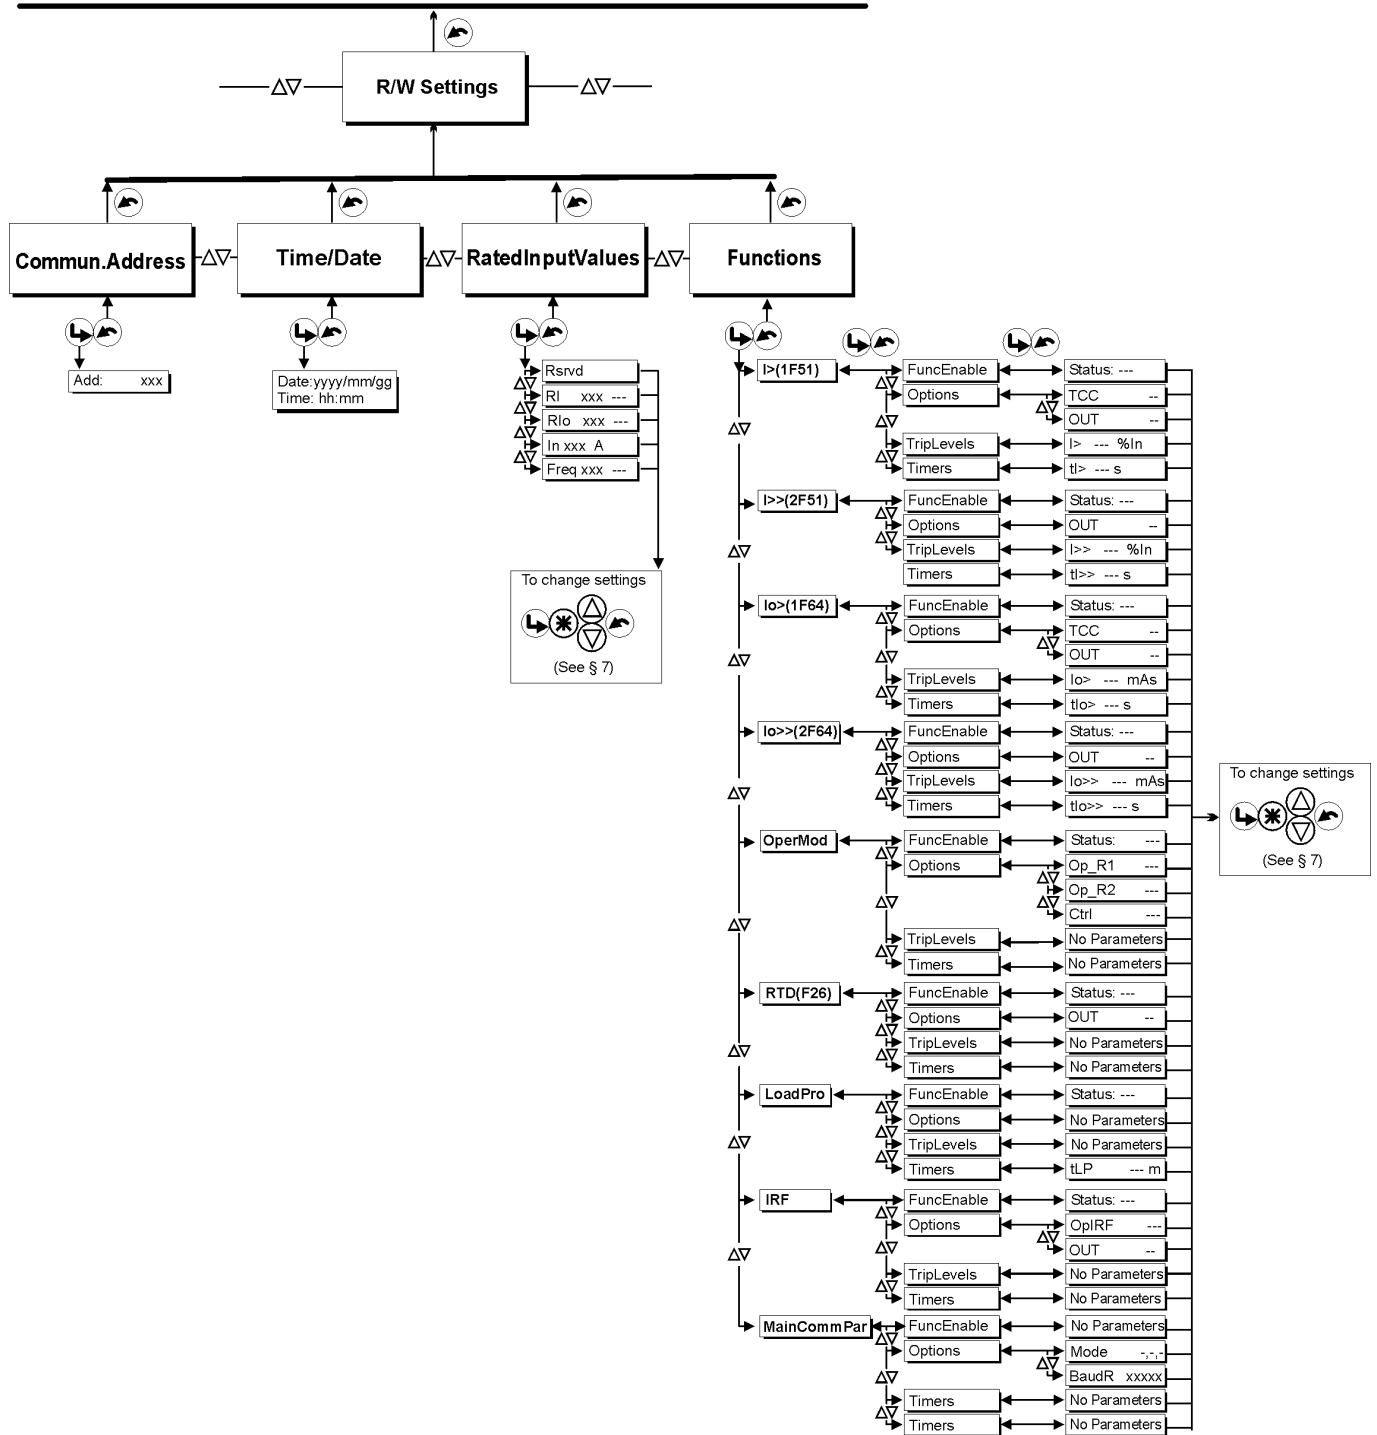 R/W Settings
Commun.Address
Time/Date
RatedInputValues
Functions
Add: xxx
Date:yyyy/mm/gg
Time: hh:mm
Rsrvd
RI xxx ---
RIo xxx ---
In xxx A
Freq xxx ---
To change settings
(See § 7)
I>(1F51)
FuncEnable
Status: ---
Options
TCC --
OUT --
TripLevels
I> --- %In
Timers
tI> --- s
I>>(2F51)
FuncEnable
Status: ---
Options
OUT --
TripLevels
I>> --- %In
Timers
tI>> --- s
Io>(1F64)
FuncEnable
Status: ---
Options
TCC --
OUT --
TripLevels
Io> --- mAs
Timers
tIo> --- s
Io>>(2F64)
FuncEnable
Status: ---
Options
OUT --
TripLevels
Io>> --- mAs
Timers
tIo>> --- s
To change settings
(See § 7)
OperMod
FuncEnable
Status: ---
Options
Op_R1 ---
Op_R2 ---
Ctrl ---
TripLevels
No Parameters
Timers
No Parameters
RTD(F26)
FuncEnable
Status: ---
Options
OUT --
TripLevels
No Parameters
Timers
No Parameters
LoadPro
FuncEnable
Status: ---
Options
No Parameters
TripLevels
No Parameters
Timers
tLP --- m
IRF
FuncEnable
Status: ---
Options
OpIRF ---
OUT --
TripLevels
No Parameters
Timers
No Parameters
MainCommPar
FuncEnable
No Parameters
Options
Mode -,-,-
BaudR xxxxx
Timers
No Parameters
Timers
No Parameters